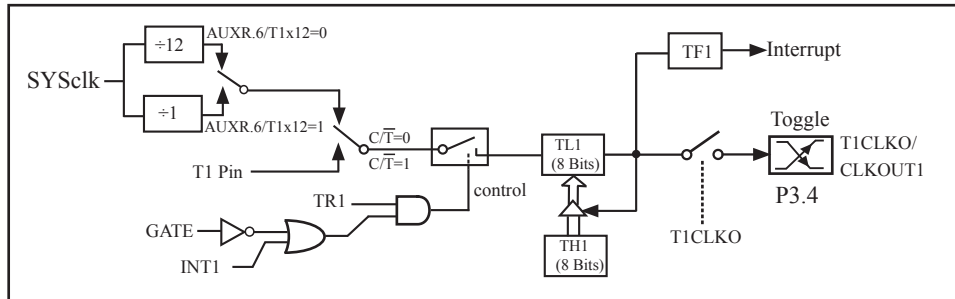 AUXR.6/T1x12=0
÷12
SYSclk
÷1
AUXR.6/T1x12=1
C/T̅=0
C/T̅=1
T1 Pin
TR1
GATE
INT1
control
TL1
(8 Bits)
TH1
(8 Bits)
TF1
Interrupt
Toggle
T1CLKO/
CLKOUT1
P3.4
T1CLKO